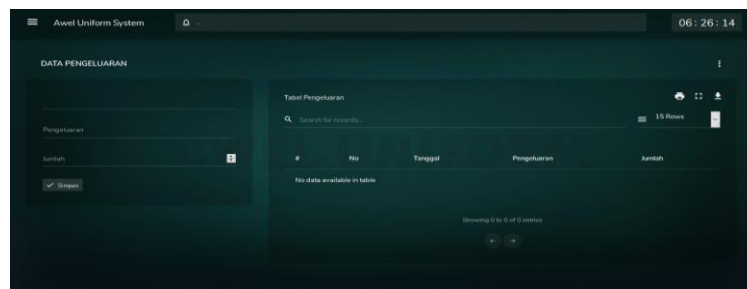 Awel Uniform System
06 : 26 : 14
DATA PENGELUARAN
Pengeluaran
Jumlah
Simpan
Tabel Pengeluaran
Search for records...
15 Rows
# No Tanggal Pengeluaran Jumlah
No data available in table
Showing 0 to 0 of 0 entries